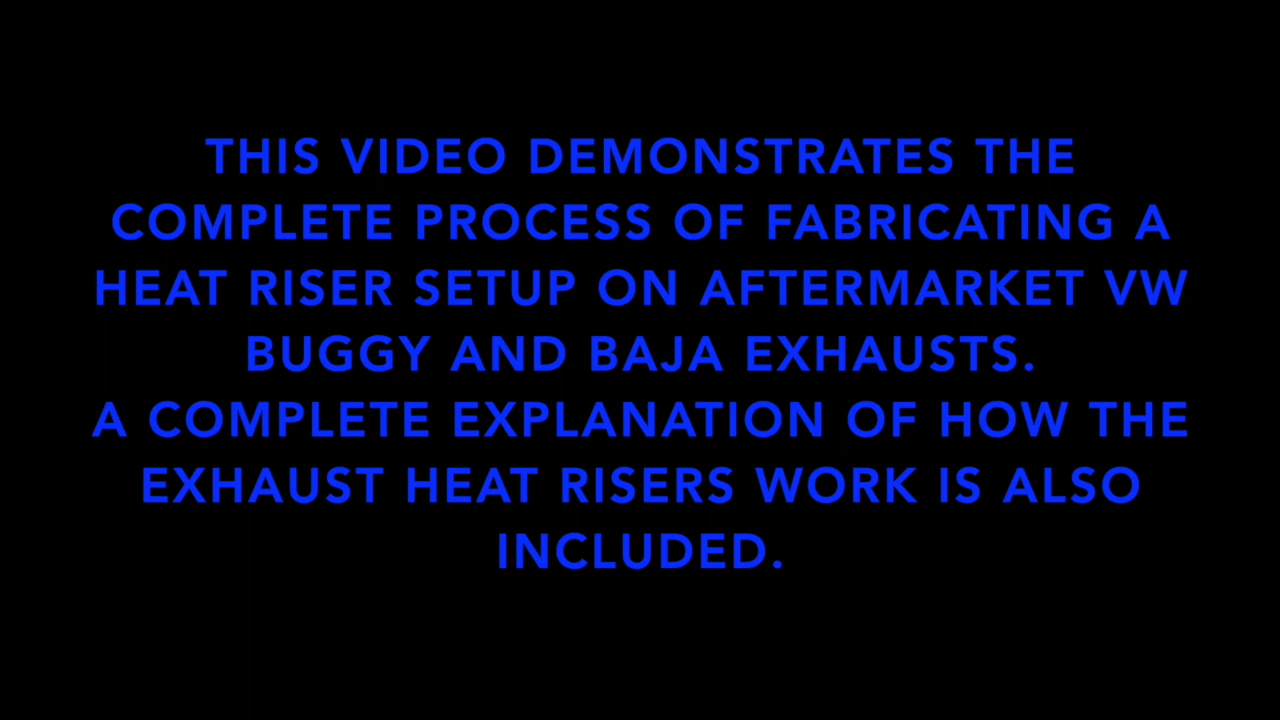 THIS VIDEO DEMONSTRATES THE
COMPLETE PROCESS OF FABRICATING A
HEAT RISER SETUP ON AFTERMARKET VW
BUGGY AND BAJA EXHAUSTS.
A COMPLETE EXPLANATION OF HOW THE
EXHAUST HEAT RISERS WORK IS ALSO
INCLUDED.